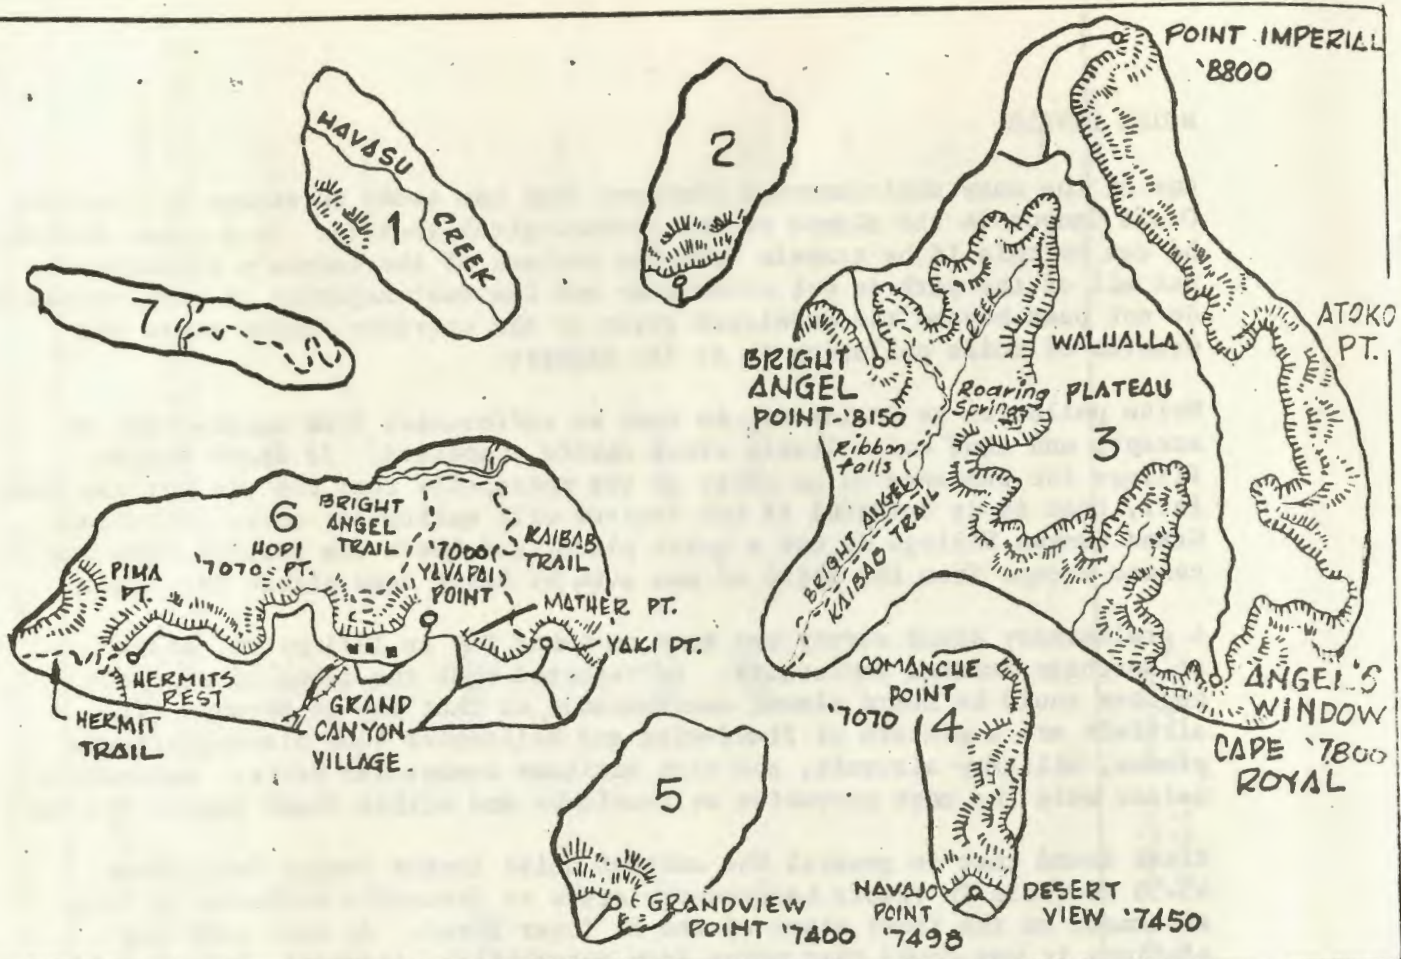 POINT IMPERIAL
'8800
HAVASU
CREEK
1
2
7
ATOKO
PT.
BRIGHT
ANGEL
POINT '8150
CREEK
WALHALLA
PLATEAU
Roaring
Springs
Ribbon
falls
3
BRIGHT ANGEL
KAIBAB TRAIL
6
HOPI
7070 PT.
BRIGHT
ANGEL
TRAIL
'7000
YAVAPAI
POINT
KAIBAB
TRAIL
PIMA
PT.
MATHER PT.
YAKI PT.
HERMITS
REST
HERMIT
TRAIL
GRAND
CANYON
VILLAGE
COMANCHE
POINT
'7070
4
ANGEL'S
WINDOW
CAPE '7800
ROYAL
5
GRANDVIEW
POINT '7400
NAVAJO
POINT
'7498
DESERT
VIEW '7450